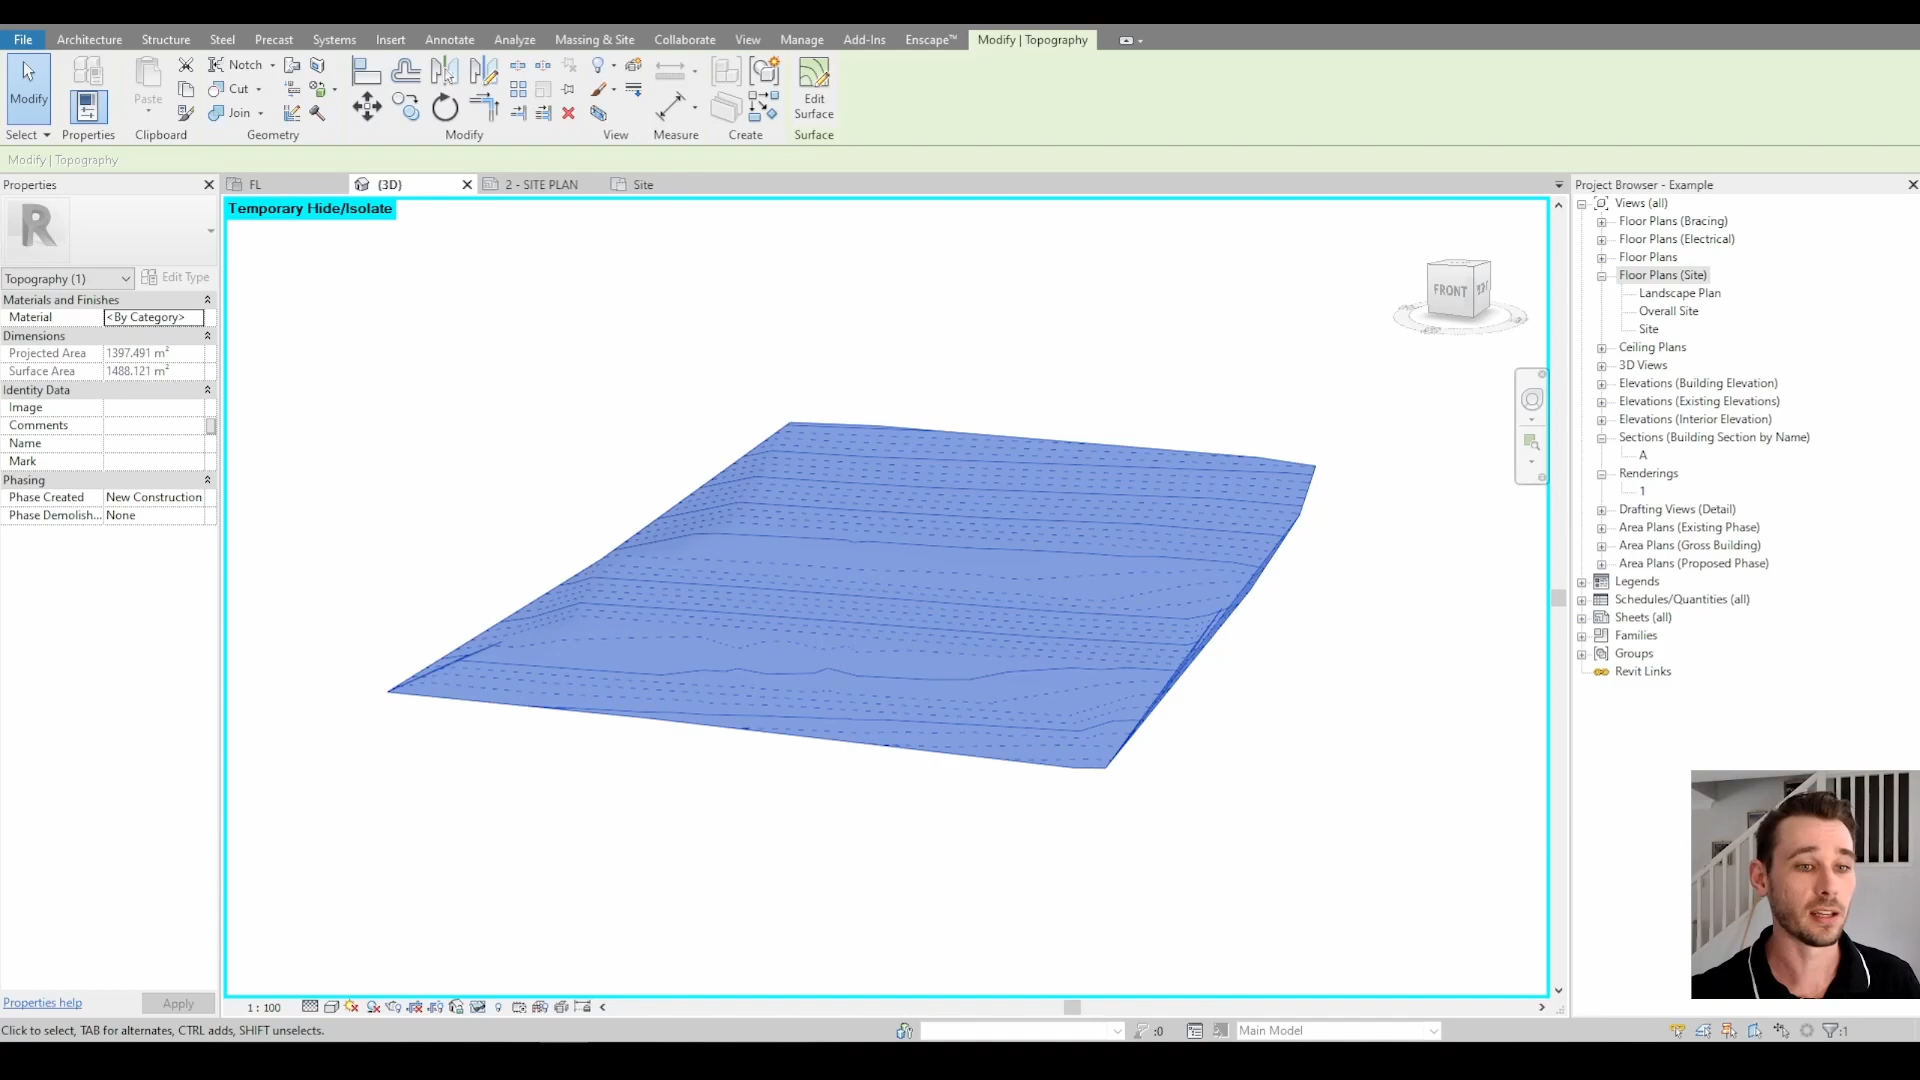 File Architecture Structure Steel Precast Systems Insert Annotate Analyze Massing & Site Collaborate View Manage Add-Ins Enscape™ Modify | Topography
Modify
Paste
Notch
Cut
Join
Edit
Surface
Select Properties Clipboard Geometry Modify View Measure Create Surface
Modify | Topography
Properties
FL
{3D}
2 - SITE PLAN
Site
Project Browser - Example
Temporary Hide/Isolate
FRONT
R
Topography (1)
Edit Type
Materials and Finishes
Material <By Category>
Dimensions
Projected Area 1397.491 m²
Surface Area 1488.121 m²
Identity Data
Image
Comments
Name
Mark
Phasing
Phase Created New Construction
Phase Demolish... None
Properties help
Apply
Views (all)
Floor Plans (Bracing)
Floor Plans (Electrical)
Floor Plans
Floor Plans (Site)
Landscape Plan
Overall Site
Site
Ceiling Plans
3D Views
Elevations (Building Elevation)
Elevations (Existing Elevations)
Elevations (Interior Elevation)
Sections (Building Section by Name)
A
Renderings
1
Drafting Views (Detail)
Area Plans (Existing Phase)
Area Plans (Gross Building)
Area Plans (Proposed Phase)
Legends
Schedules/Quantities (all)
Sheets (all)
Families
Groups
Revit Links
1 : 100
Click to select, TAB for alternates, CTRL adds, SHIFT unselects.
:0
Main Model
:1